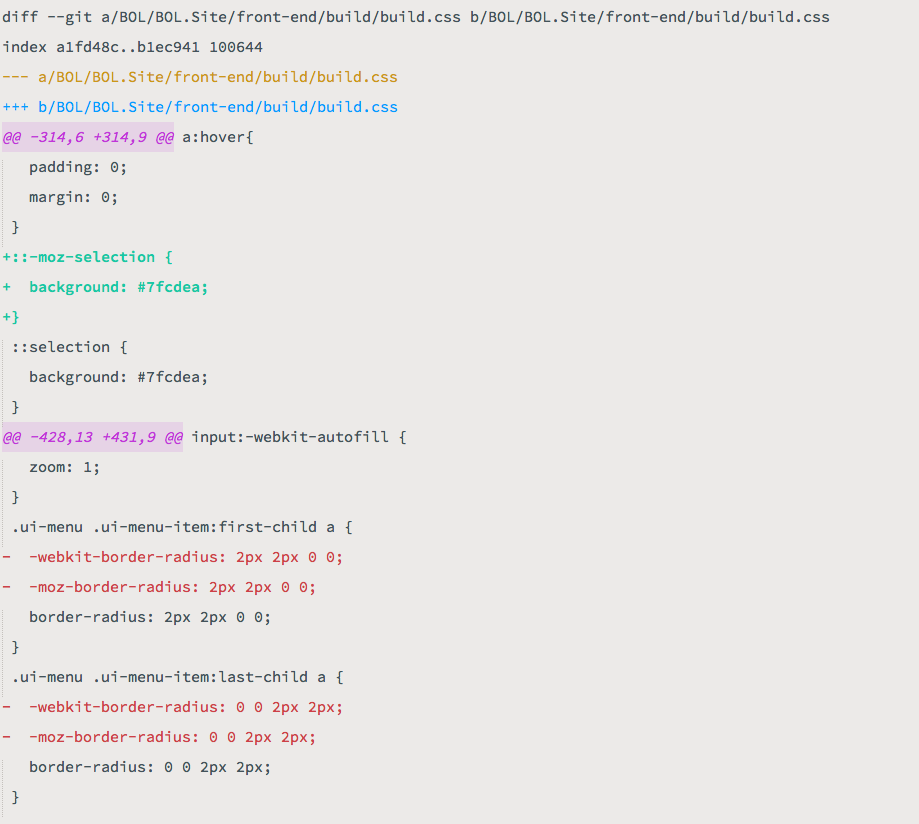 diff --git a/BOL/BOL.Site/front-end/build/build.css b/BOL/BOL.Site/front-end/build/build.css
index a1fd48c..b1ec941 100644
--- a/BOL/BOL.Site/front-end/build/build.css
+++ b/BOL/BOL.Site/front-end/build/build.css
@@ -314,6 +314,9 @@ a:hover{
   padding: 0;
   margin: 0;
 }
+::-moz-selection {
+  background: #7fcdea;
+}
 ::selection {
   background: #7fcdea;
 }
@@ -428,13 +431,9 @@ input:-webkit-autofill {
   zoom: 1;
 }
 .ui-menu .ui-menu-item:first-child a {
-  -webkit-border-radius: 2px 2px 0 0;
-  -moz-border-radius: 2px 2px 0 0;
   border-radius: 2px 2px 0 0;
 }
 .ui-menu .ui-menu-item:last-child a {
-  -webkit-border-radius: 0 0 2px 2px;
-  -moz-border-radius: 0 0 2px 2px;
   border-radius: 0 0 2px 2px;
 }